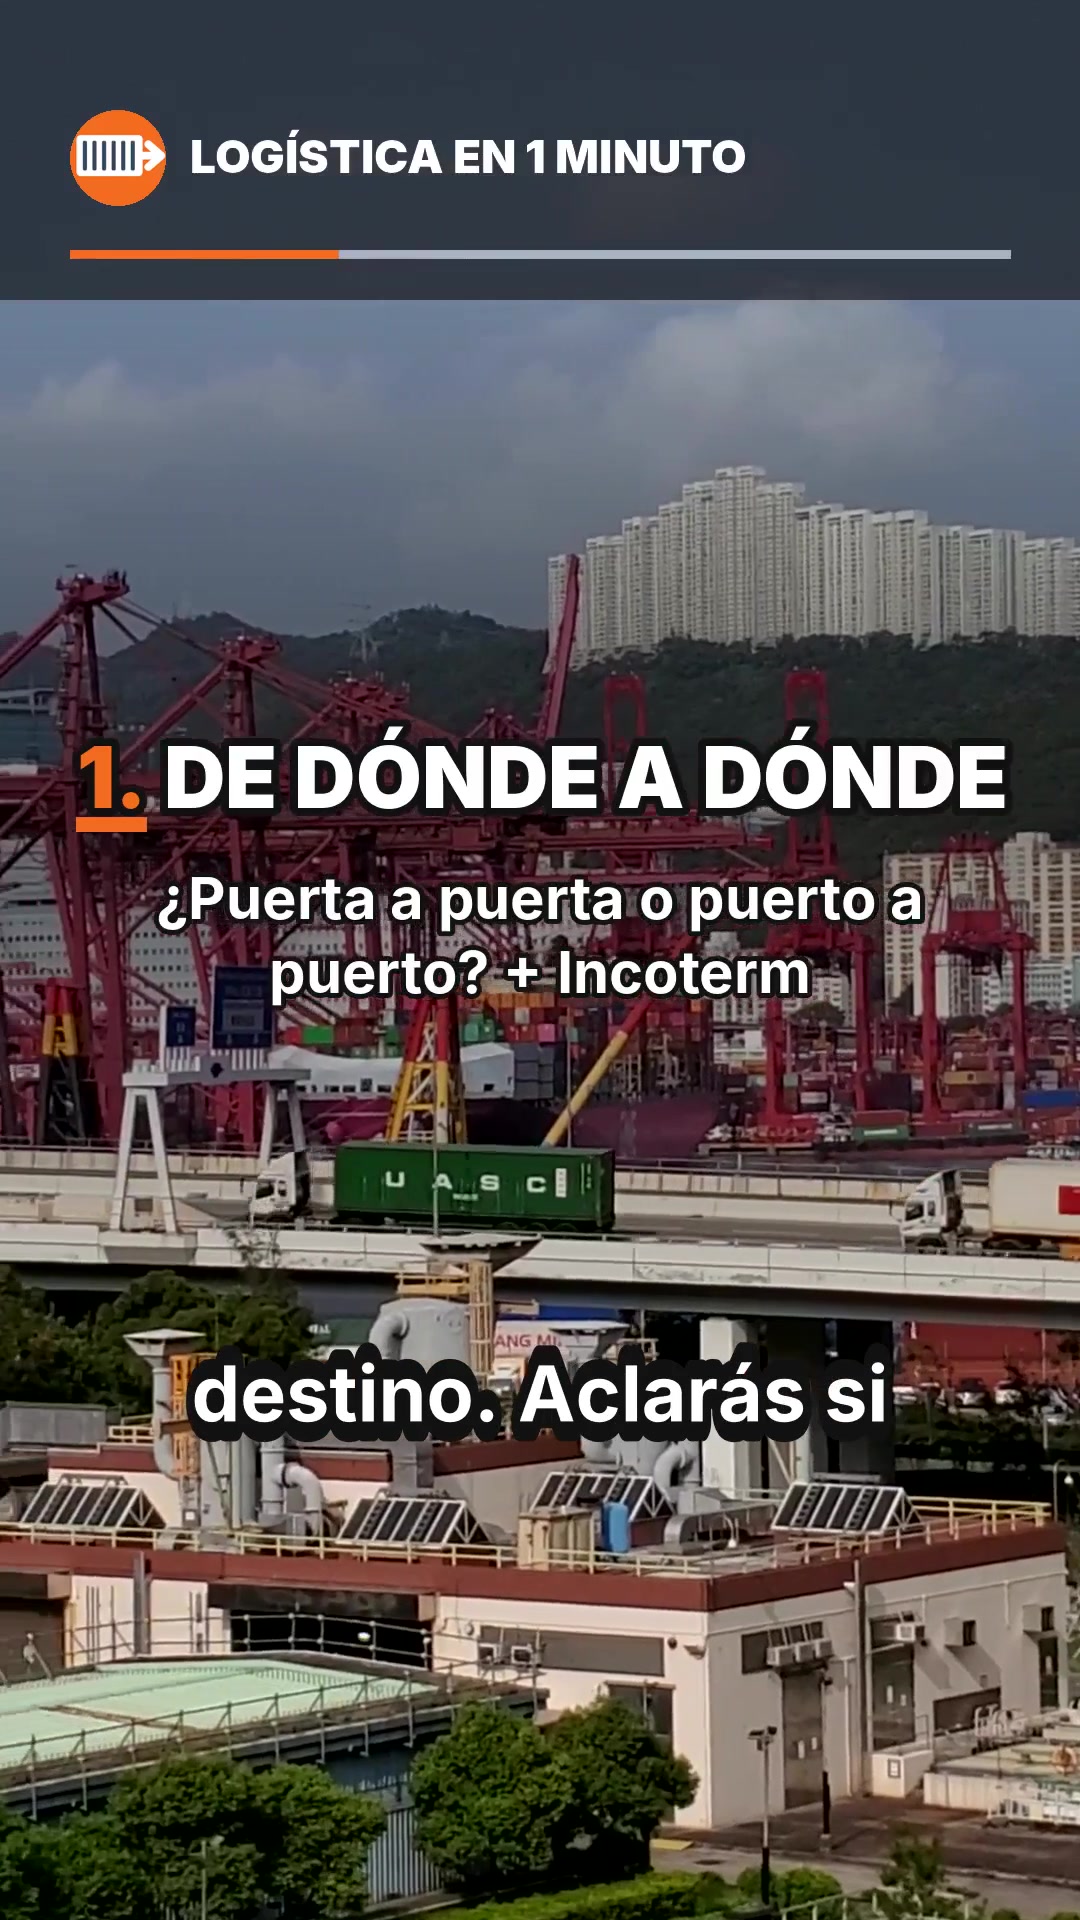 LOGÍSTICA EN 1 MINUTO
1. DE DÓNDE A DÓNDE
¿Puerta a puerta o puerto a
puerto? + Incoterm
UASC
destino. Aclarás si